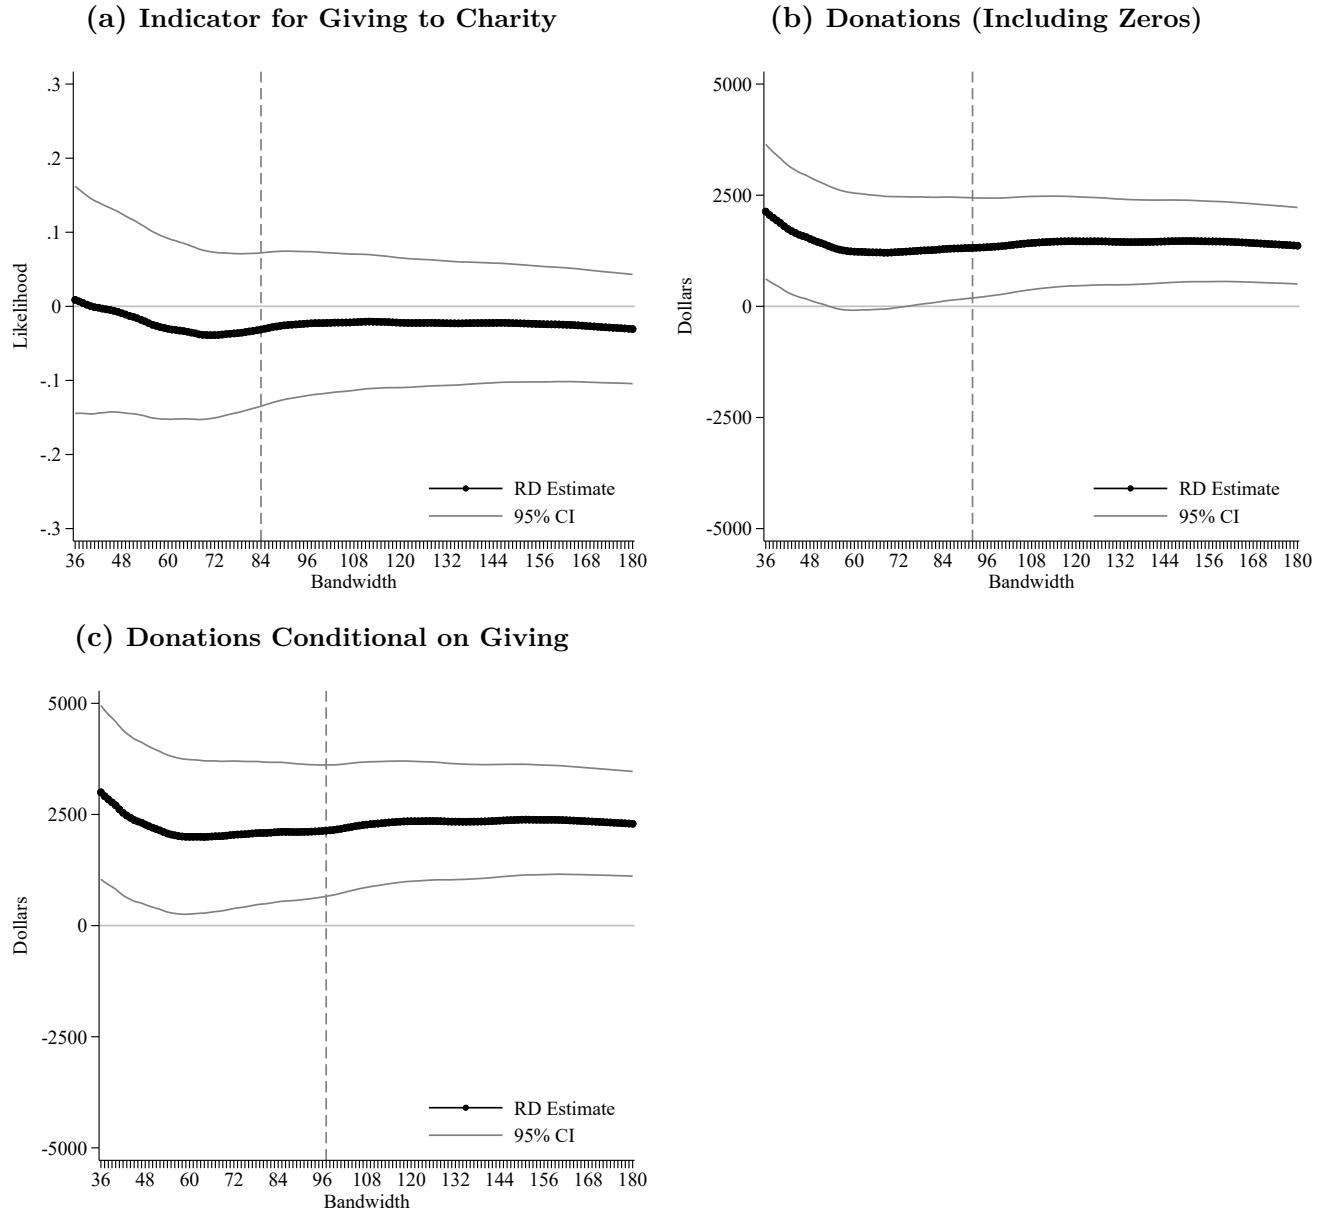 (a) Indicator for Giving to Charity
.3
.2
.1
0
-.1
-.2
-.3
Likelihood
RD Estimate
95% CI
36 48 60 72 84 96 108 120 132 144 156 168 180
Bandwidth
(b) Donations (Including Zeros)
5000
2500
0
-2500
-5000
Dollars
RD Estimate
95% CI
36 48 60 72 84 96 108 120 132 144 156 168 180
Bandwidth
(c) Donations Conditional on Giving
5000
2500
0
-2500
-5000
Dollars
RD Estimate
95% CI
36 48 60 72 84 96 108 120 132 144 156 168 180
Bandwidth